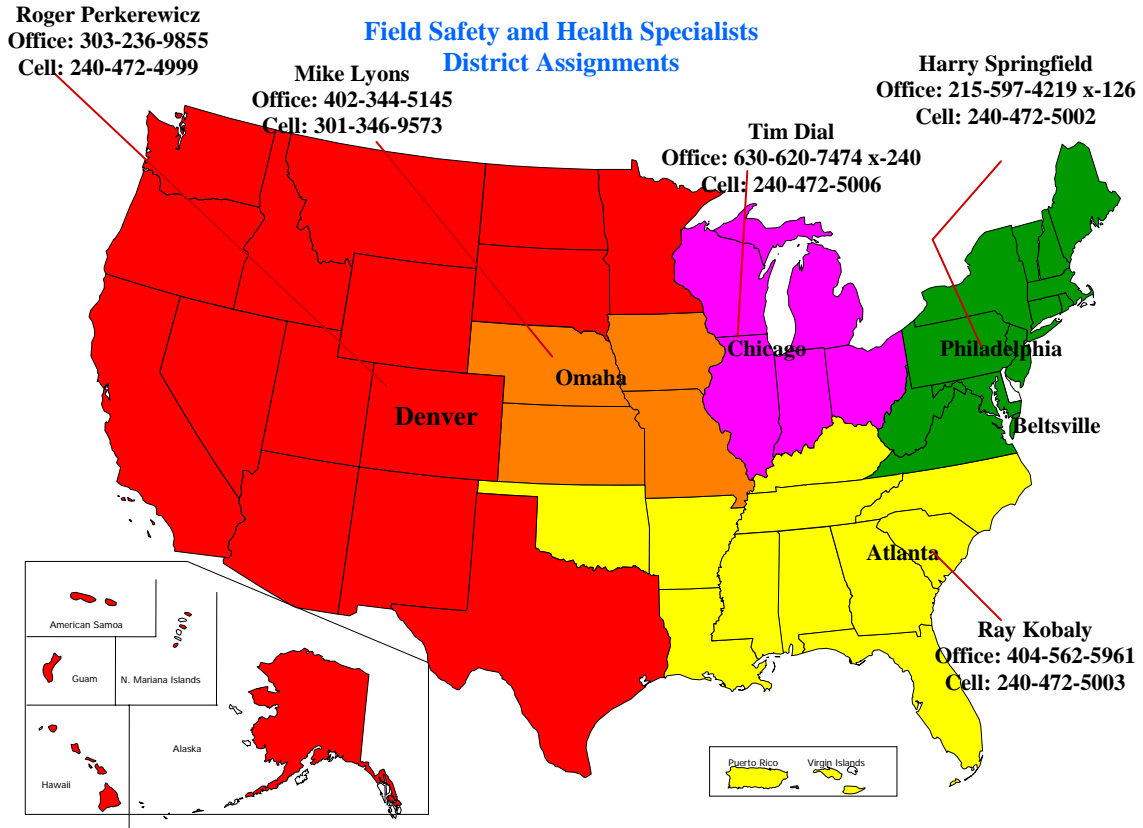 Roger Perkerewicz
Office: 303-236-9855
Cell: 240-472-4999
Field Safety and Health Specialists
District Assignments
Mike Lyons
Office: 402-344-5145
Cell: 301-346-9573
Harry Springfield
Office: 215-597-4219 x-126
Cell: 240-472-5002
Tim Dial
Office: 630-620-7474 x-240
Cell: 240-472-5006
Chicago
Philadelphia
Omaha
Denver
Beltsville
Atlanta
Ray Kobaly
Office: 404-562-5961
Cell: 240-472-5003
American Samoa
Guam
N. Mariana Islands
Alaska
Hawaii
Puerto Rico
Virgin Islands